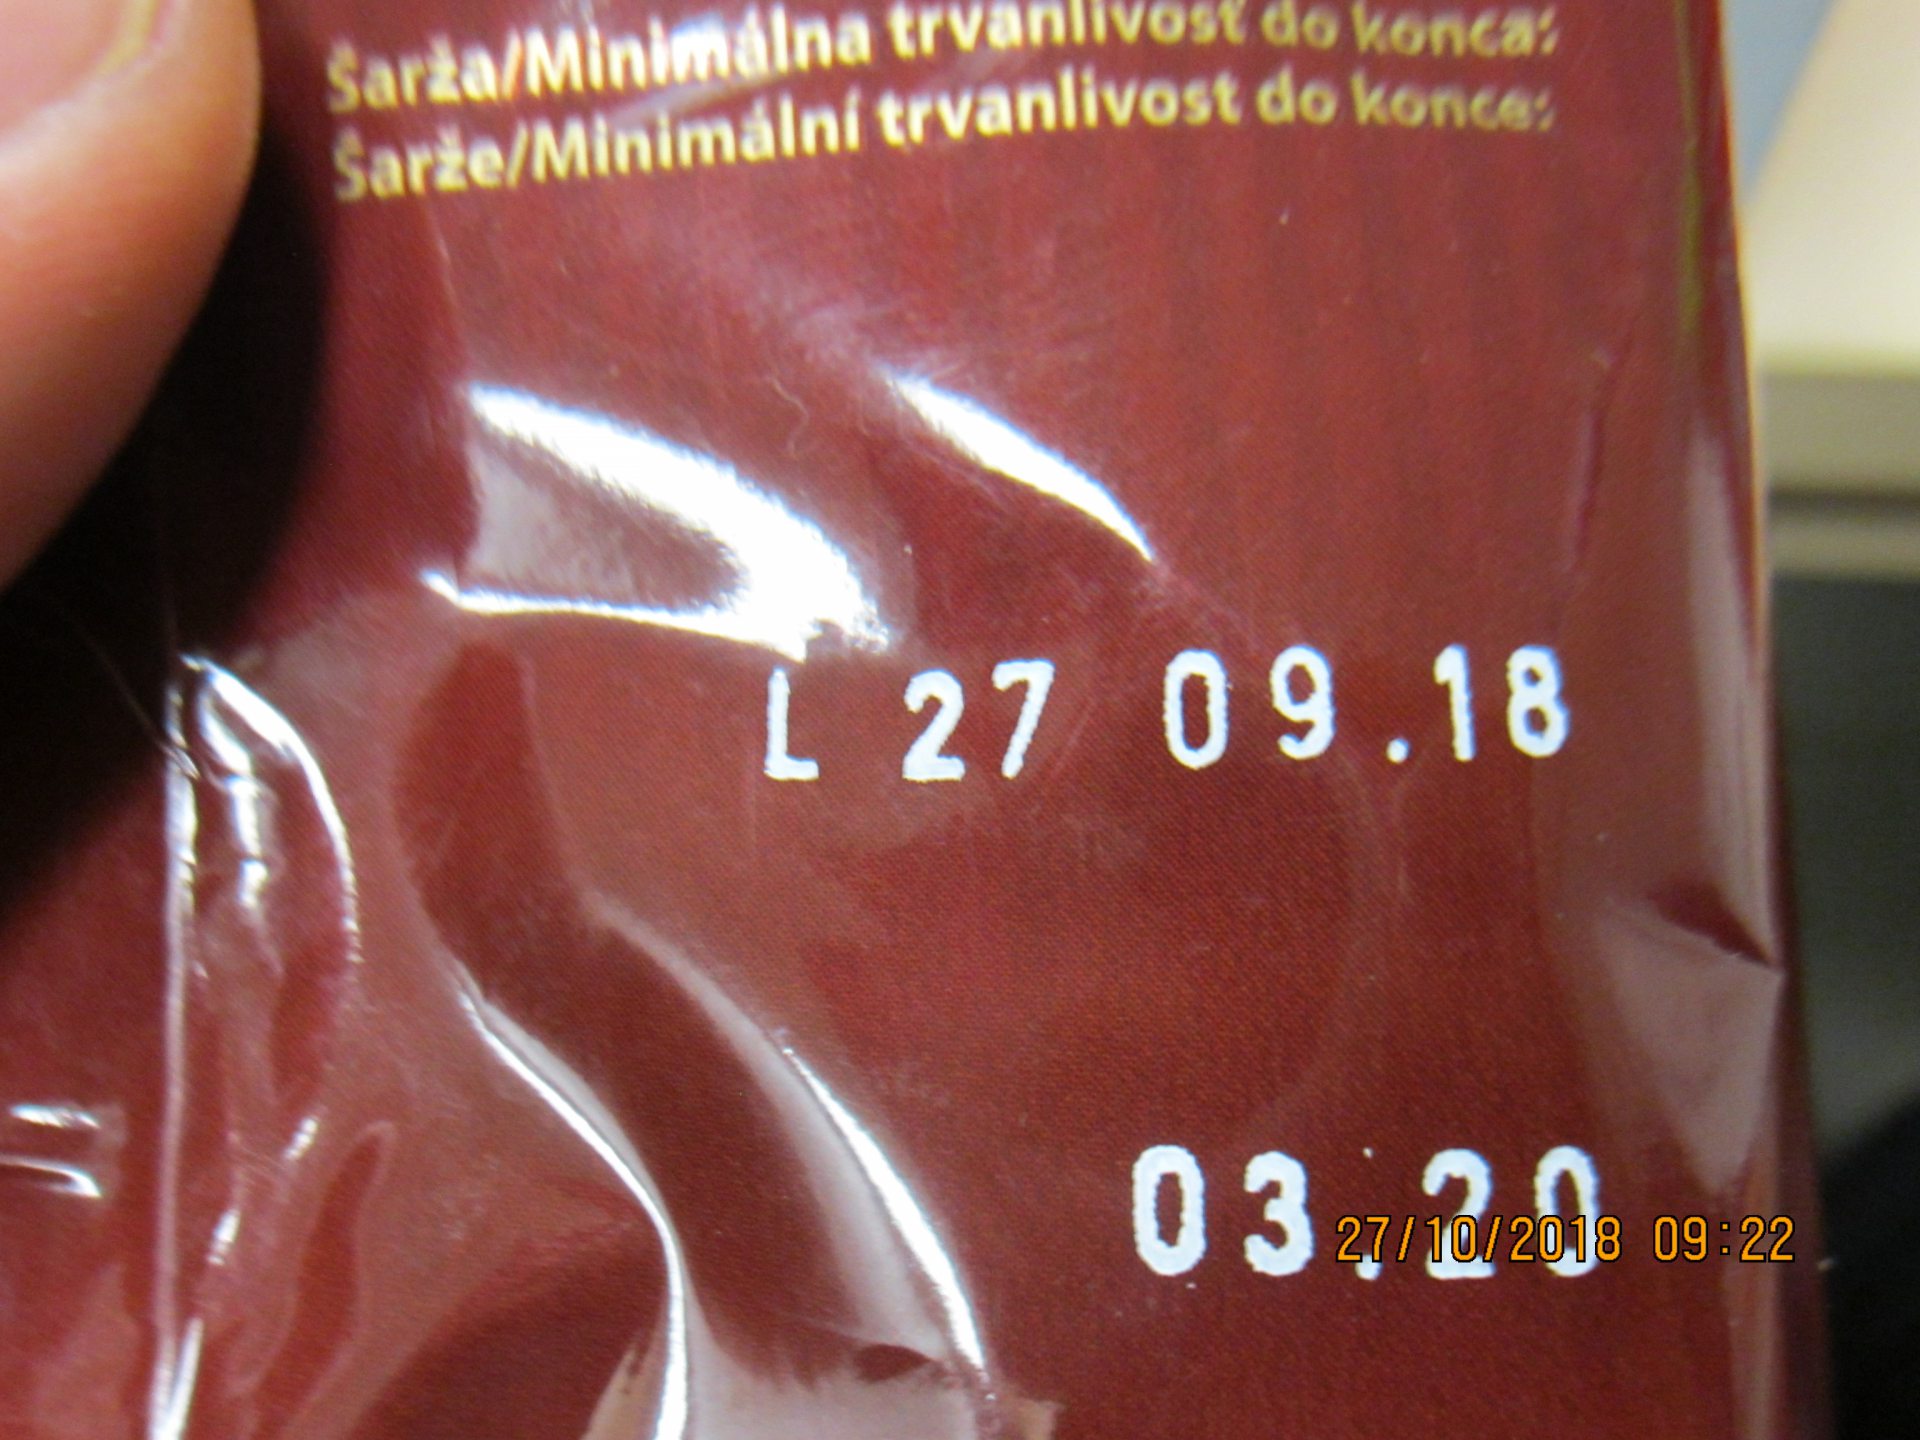 Šarža/Minimálna trvanlivosť do konca:
Šarže/Minimální trvanlivost do konce:
L 27 09.18
03.20
27/10/2018 09:22